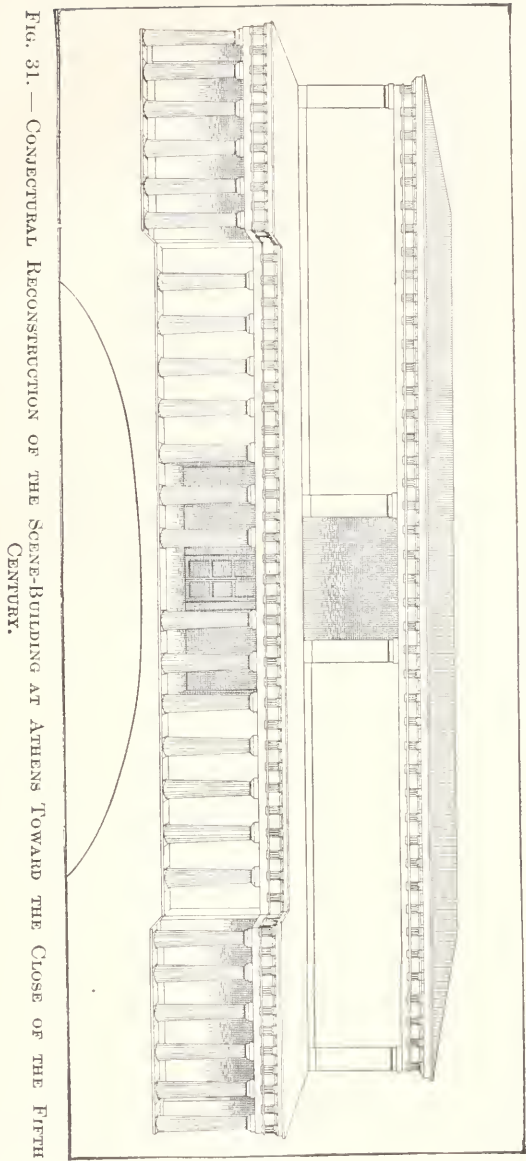 Fig. 31. — Conjectural Reconstruction of the Scene-Building at Athens Toward the Close of the Fifth
Century.